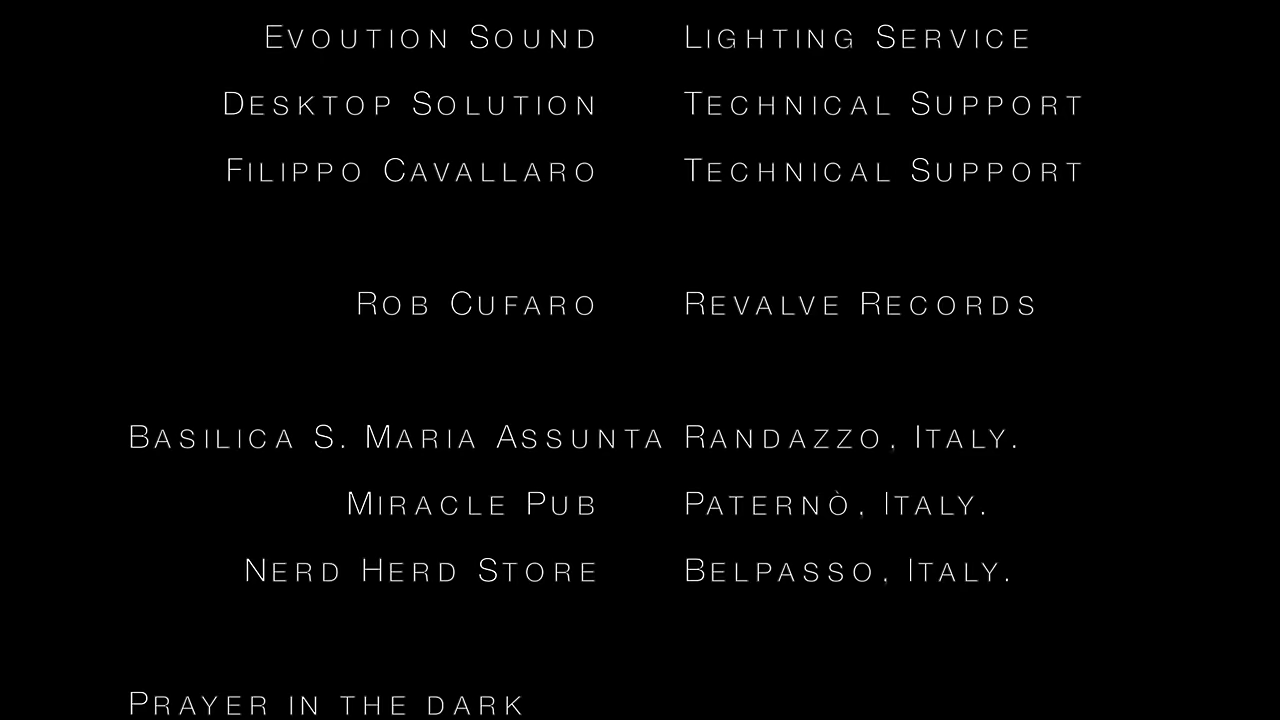 Evoution Sound Lighting Service
Desktop Solution Technical Support
Filippo Cavallaro Technical Support
Rob Cufaro Revalve Records
Basilica S. Maria Assunta Randazzo, Italy.
Miracle Pub Paternò, Italy.
Nerd Herd Store Belpasso, Italy.
Prayer in the dark